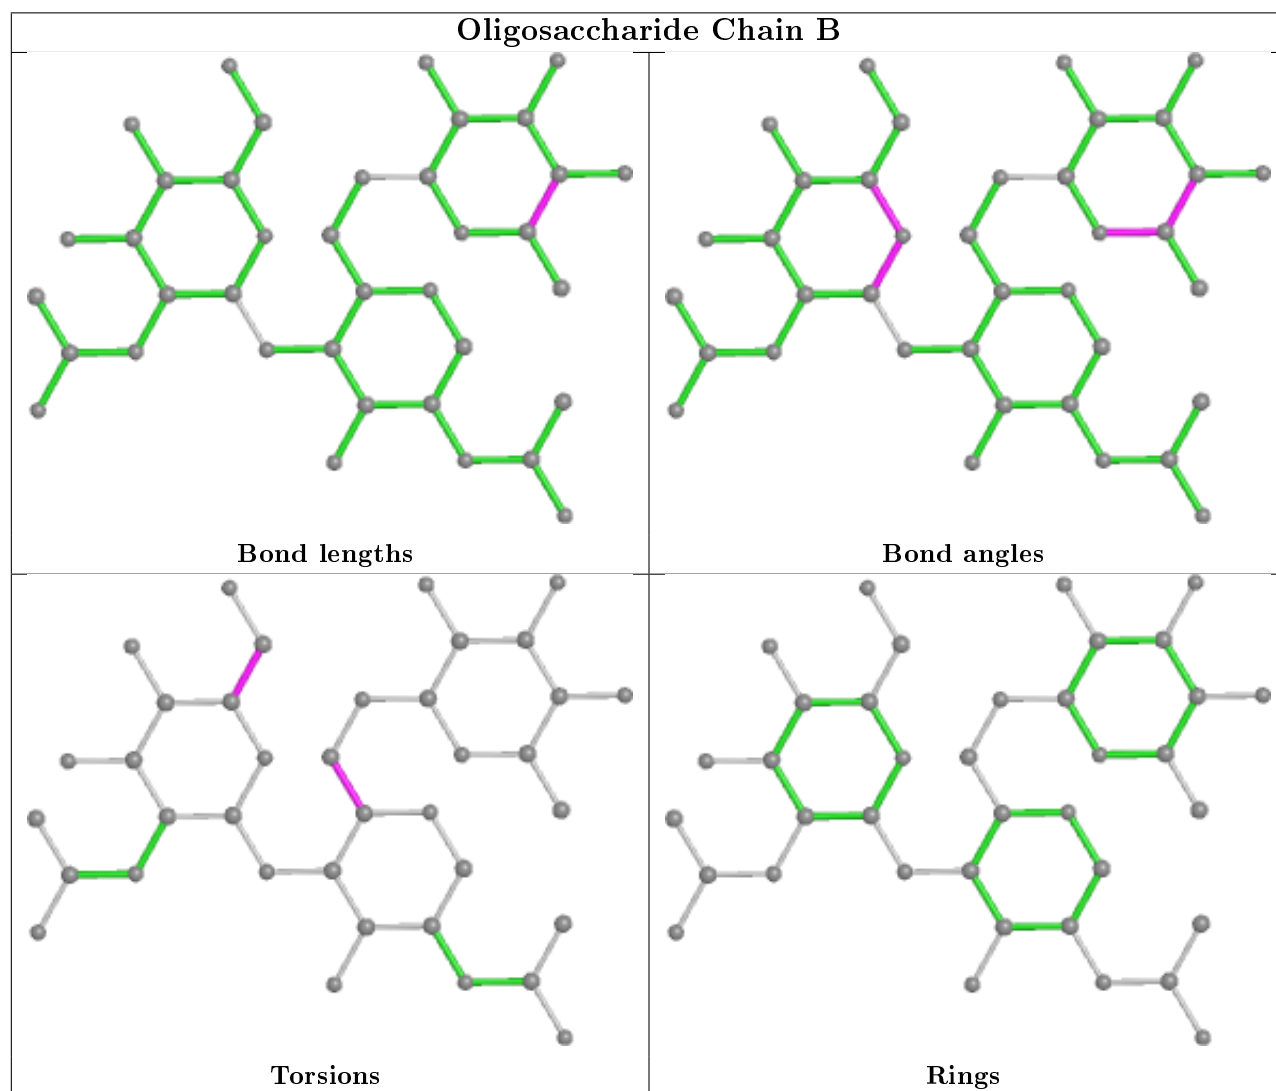 Oligosaccharide Chain B
Bond lengths
Bond angles
Torsions
Rings